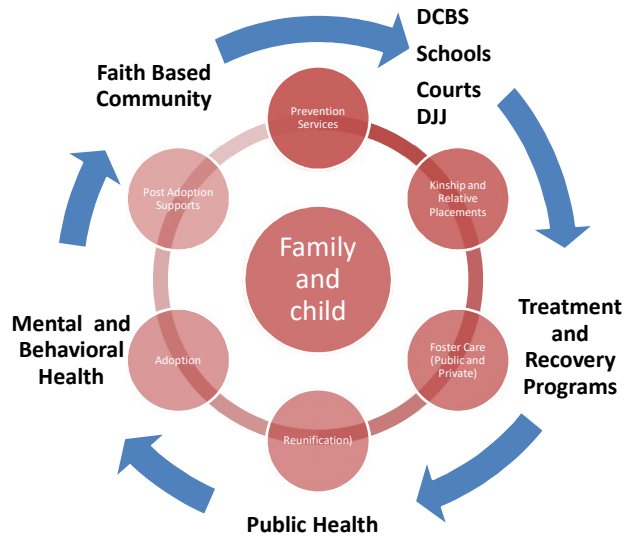 DCBS
Schools
Courts
DJJ
Faith Based
Community
Prevention
Services
Post Adoption
Supports
Kinship and
Relative
Placements
Family
and
child
Mental and
Behavioral
Health
Adoption
Foster Care
(Public and
Private)
Treatment
and
Recovery
Programs
Reunification)
Public Health